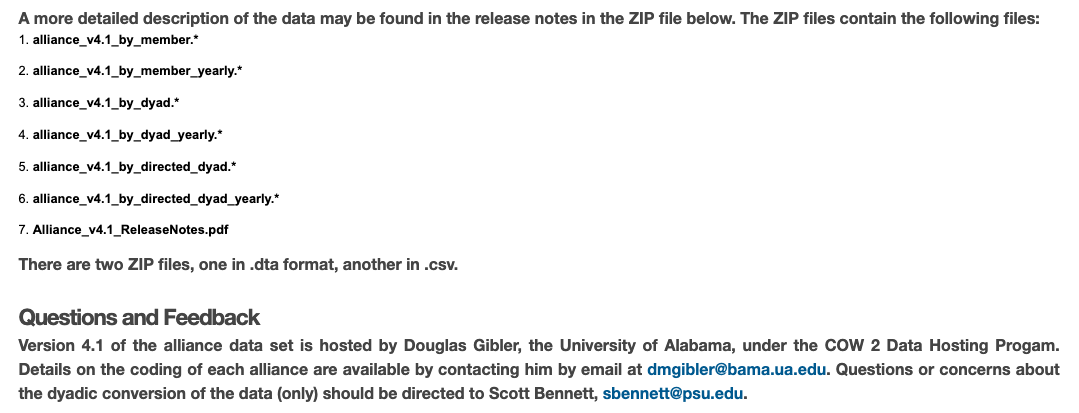 A more detailed description of the data may be found in the release notes in the ZIP file below. The ZIP files contain the following files:
1. alliance_v4.1_by_member.*
2. alliance_v4.1_by_member_yearly.*
3. alliance_v4.1_by_dyad.*
4. alliance_v4.1_by_dyad_yearly.*
5. alliance_v4.1_by_directed_dyad.*
6. alliance_v4.1_by_directed_dyad_yearly.*
7. Alliance_v4.1_ReleaseNotes.pdf
There are two ZIP files, one in .dta format, another in .csv.
Questions and Feedback
Version 4.1 of the alliance data set is hosted by Douglas Gibler, the University of Alabama, under the COW 2 Data Hosting Progam.
Details on the coding of each alliance are available by contacting him by email at dmgibler@bama.ua.edu. Questions or concerns about
the dyadic conversion of the data (only) should be directed to Scott Bennett, sbennett@psu.edu.